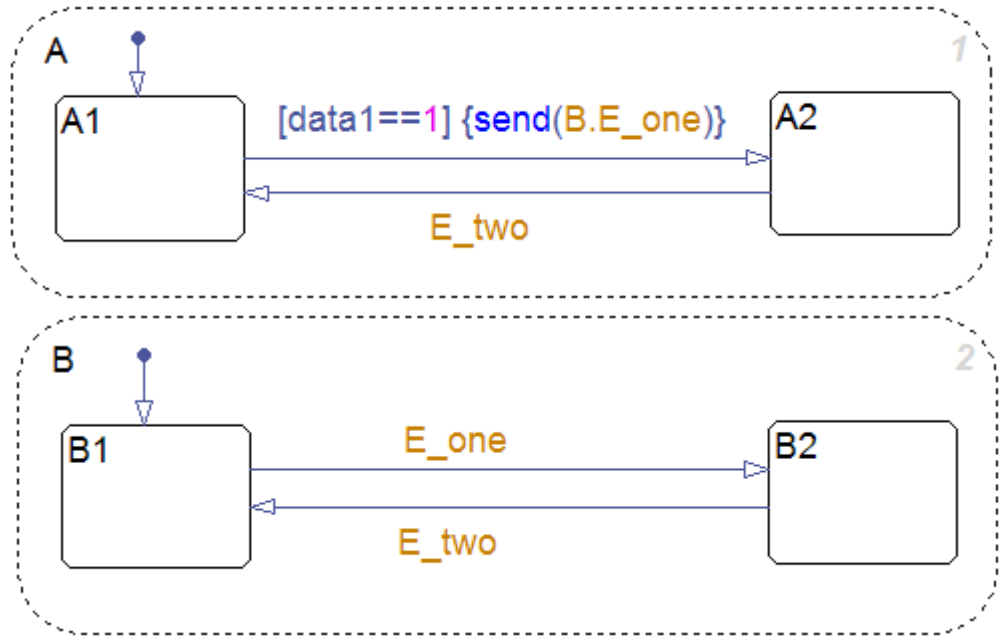 A
1
A1
[data1==1] {send(B.E_one)}
A2
E_two
B
2
B1
E_one
B2
E_two